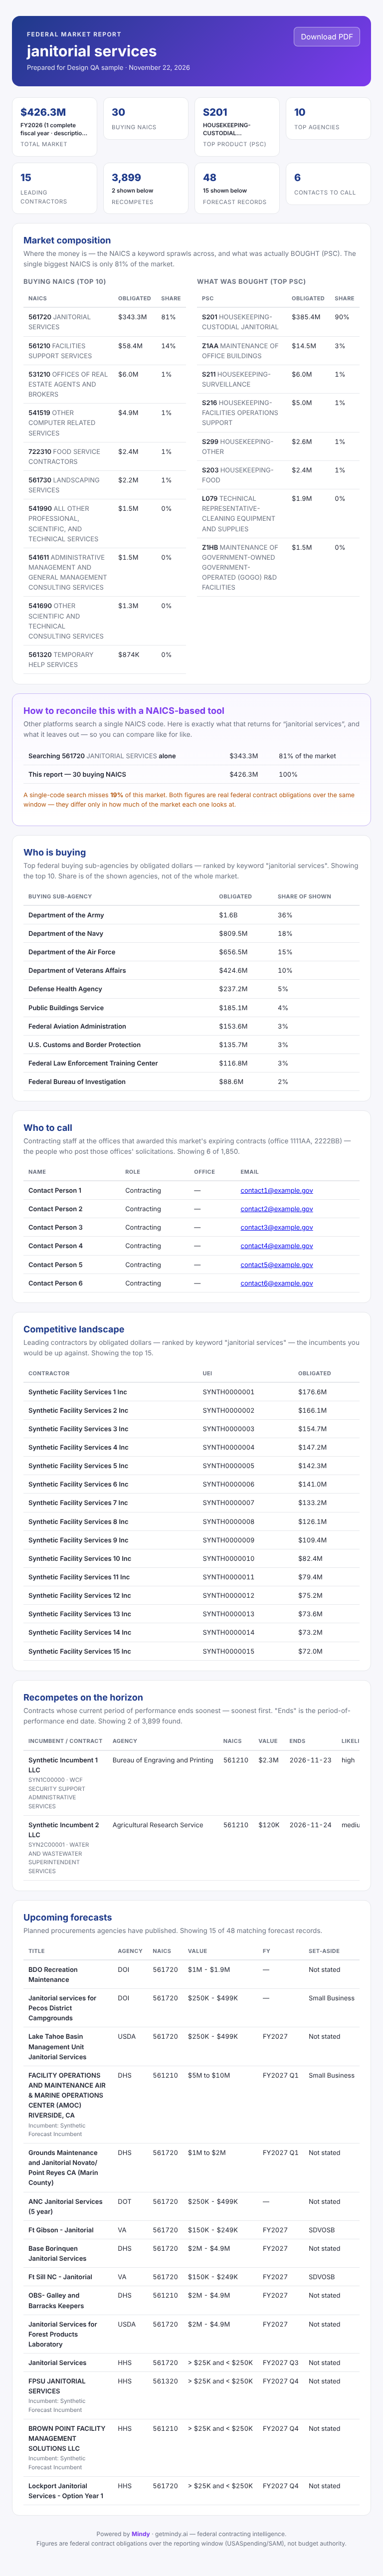 FEDERAL MARKET REPORT
janitorial services
Prepared for Design QA sample · November 22, 2026
Download PDF
$426.3M
FY2026 (1 complete
fiscal year · descriptio...
TOTAL MARKET
30
BUYING NAICS
S201
HOUSEKEEPING-
CUSTODIAL...
TOP PRODUCT (PSC)
10
TOP AGENCIES
15
LEADING
CONTRACTORS
3,899
2 shown below
RECOMPETES
48
15 shown below
FORECAST RECORDS
6
CONTACTS TO CALL
Market composition
Where the money is — the NAICS a keyword sprawls across, and what was actually BOUGHT (PSC). The
single biggest NAICS is only 81% of the market.
BUYING NAICS (TOP 10)
NAICS OBLIGATED SHARE
561720 JANITORIAL
SERVICES
$343.3M 81%
561210 FACILITIES
SUPPORT SERVICES
$58.4M 14%
531210 OFFICES OF REAL
ESTATE AGENTS AND
BROKERS
$6.0M 1%
541519 OTHER
COMPUTER RELATED
SERVICES
$4.9M 1%
722310 FOOD SERVICE
CONTRACTORS
$2.4M 1%
561730 LANDSCAPING
SERVICES
$2.2M 1%
541990 ALL OTHER
PROFESSIONAL,
SCIENTIFIC, AND
TECHNICAL SERVICES
$1.5M 0%
541611 ADMINISTRATIVE
MANAGEMENT AND
GENERAL MANAGEMENT
CONSULTING SERVICES
$1.5M 0%
541690 OTHER
SCIENTIFIC AND
TECHNICAL
CONSULTING SERVICES
$1.3M 0%
561320 TEMPORARY
HELP SERVICES
$874K 0%
WHAT WAS BOUGHT (TOP PSC)
PSC OBLIGATED SHARE
S201 HOUSEKEEPING-
CUSTODIAL JANITORIAL
$385.4M 90%
Z1AA MAINTENANCE OF
OFFICE BUILDINGS
$14.5M 3%
S211 HOUSEKEEPING-
SURVEILLANCE
$6.0M 1%
S216 HOUSEKEEPING-
FACILITIES OPERATIONS
SUPPORT
$5.0M 1%
S299 HOUSEKEEPING-
OTHER
$2.6M 1%
S203 HOUSEKEEPING-
FOOD
$2.4M 1%
L079 TECHNICAL
REPRESENTATIVE-
CLEANING EQUIPMENT
AND SUPPLIES
$1.9M 0%
Z1HB MAINTENANCE OF
GOVERNMENT-OWNED
GOVERNMENT-
OPERATED (GOGO) R&D
FACILITIES
$1.5M 0%
How to reconcile this with a NAICS-based tool
Other platforms search a single NAICS code. Here is exactly what that returns for "janitorial services", and
what it leaves out — so you can compare like for like.
Searching 561720 JANITORIAL SERVICES alone $343.3M 81% of the market
This report — 30 buying NAICS $426.3M 100%
A single-code search misses 19% of this market. Both figures are real federal contract obligations over the same
window — they differ only in how much of the market each one looks at.
Who is buying
Top federal buying sub-agencies by obligated dollars — ranked by keyword "janitorial services". Showing
the top 10. Share is of the shown agencies, not of the whole market.
BUYING SUB-AGENCY OBLIGATED SHARE OF SHOWN
Department of the Army $1.6B 36%
Department of the Navy $809.5M 18%
Department of the Air Force $656.5M 15%
Department of Veterans Affairs $424.6M 10%
Defense Health Agency $237.2M 5%
Public Buildings Service $185.1M 4%
Federal Aviation Administration $153.6M 3%
U.S. Customs and Border Protection $135.7M 3%
Federal Law Enforcement Training Center $116.8M 3%
Federal Bureau of Investigation $88.6M 2%
Who to call
Contracting staff at the offices that awarded this market's expiring contracts (office 1111AA, 2222BB) —
the people who post those offices' solicitations. Showing 6 of 1,850.
NAME ROLE OFFICE EMAIL
Contact Person 1 Contracting — contact1@example.gov
Contact Person 2 Contracting — contact2@example.gov
Contact Person 3 Contracting — contact3@example.gov
Contact Person 4 Contracting — contact4@example.gov
Contact Person 5 Contracting — contact5@example.gov
Contact Person 6 Contracting — contact6@example.gov
Competitive landscape
Leading contractors by obligated dollars — ranked by keyword "janitorial services" — the incumbents you
would be up against. Showing the top 15.
CONTRACTOR UEI OBLIGATED
Synthetic Facility Services 1 Inc SYNTH0000001 $176.6M
Synthetic Facility Services 2 Inc SYNTH0000002 $166.1M
Synthetic Facility Services 3 Inc SYNTH0000003 $154.7M
Synthetic Facility Services 4 Inc SYNTH0000004 $147.2M
Synthetic Facility Services 5 Inc SYNTH0000005 $142.3M
Synthetic Facility Services 6 Inc SYNTH0000006 $141.0M
Synthetic Facility Services 7 Inc SYNTH0000007 $133.2M
Synthetic Facility Services 8 Inc SYNTH0000008 $126.1M
Synthetic Facility Services 9 Inc SYNTH0000009 $109.4M
Synthetic Facility Services 10 Inc SYNTH0000010 $82.4M
Synthetic Facility Services 11 Inc SYNTH0000011 $79.4M
Synthetic Facility Services 12 Inc SYNTH0000012 $75.2M
Synthetic Facility Services 13 Inc SYNTH0000013 $73.6M
Synthetic Facility Services 14 Inc SYNTH0000014 $73.2M
Synthetic Facility Services 15 Inc SYNTH0000015 $72.0M
Recompetes on the horizon
Contracts whose current period of performance ends soonest — soonest first. "Ends" is the period-of-
performance end date. Showing 2 of 3,899 found.
INCUMBENT / CONTRACT AGENCY NAICS VALUE ENDS LIKELI
Synthetic Incumbent 1
LLC
SYN1C00000 · WCF
SECURITY SUPPORT
ADMINISTRATIVE
SERVICES
Bureau of Engraving and Printing 561210 $2.3M 2026-11-23 high
Synthetic Incumbent 2
LLC
SYN2C00001 · WATER
AND WASTEWATER
SUPERINTENDENT
SERVICES
Agricultural Research Service 561210 $120K 2026-11-24 mediu
Upcoming forecasts
Planned procurements agencies have published. Showing 15 of 48 matching forecast records.
TITLE AGENCY NAICS VALUE FY SET-ASIDE
BDO Recreation
Maintenance
DOI 561720 $1M - $1.9M — Not stated
Janitorial services for
Pecos District
Campgrounds
DOI 561720 $250K - $499K — Small Business
Lake Tahoe Basin
Management Unit
Janitorial Services
USDA 561720 $250K - $499K FY2027 Not stated
FACILITY OPERATIONS
AND MAINTENANCE AIR
& MARINE OPERATIONS
CENTER (AMOC)
RIVERSIDE, CA
Incumbent: Synthetic
Forecast Incumbent
DHS 561210 $5M to $10M FY2027 Q1 Small Business
Grounds Maintenance
and Janitorial Novato/
Point Reyes CA (Marin
County)
DHS 561720 $1M to $2M FY2027 Q1 Not stated
ANC Janitorial Services
(5 year)
DOT 561720 $250K - $499K — Not stated
Ft Gibson - Janitorial VA 561720 $150K - $249K FY2027 SDVOSB
Base Borinquen
Janitorial Services
DHS 561720 $2M - $4.9M FY2027 Not stated
Ft Sill NC - Janitorial VA 561720 $150K - $249K FY2027 SDVOSB
OBS- Galley and
Barracks Keepers
DHS 561210 $2M - $4.9M FY2027 Not stated
Janitorial Services for
Forest Products
Laboratory
USDA 561720 $2M - $4.9M FY2027 Not stated
Janitorial Services HHS 561720 > $25K and < $250K FY2027 Q3 Not stated
FPSU JANITORIAL
SERVICES
Incumbent: Synthetic
Forecast Incumbent
HHS 561320 > $25K and < $250K FY2027 Q4 Not stated
BROWN POINT FACILITY
MANAGEMENT
SOLUTIONS LLC
Incumbent: Synthetic
Forecast Incumbent
HHS 561210 > $25K and < $250K FY2027 Q4 Not stated
Lockport Janitorial
Services - Option Year 1
HHS 561720 > $25K and < $250K FY2027 Q4 Not stated
Powered by Mindy · getmindy.ai — federal contracting intelligence.
Figures are federal contract obligations over the reporting window (USASpending/SAM), not budget authority.